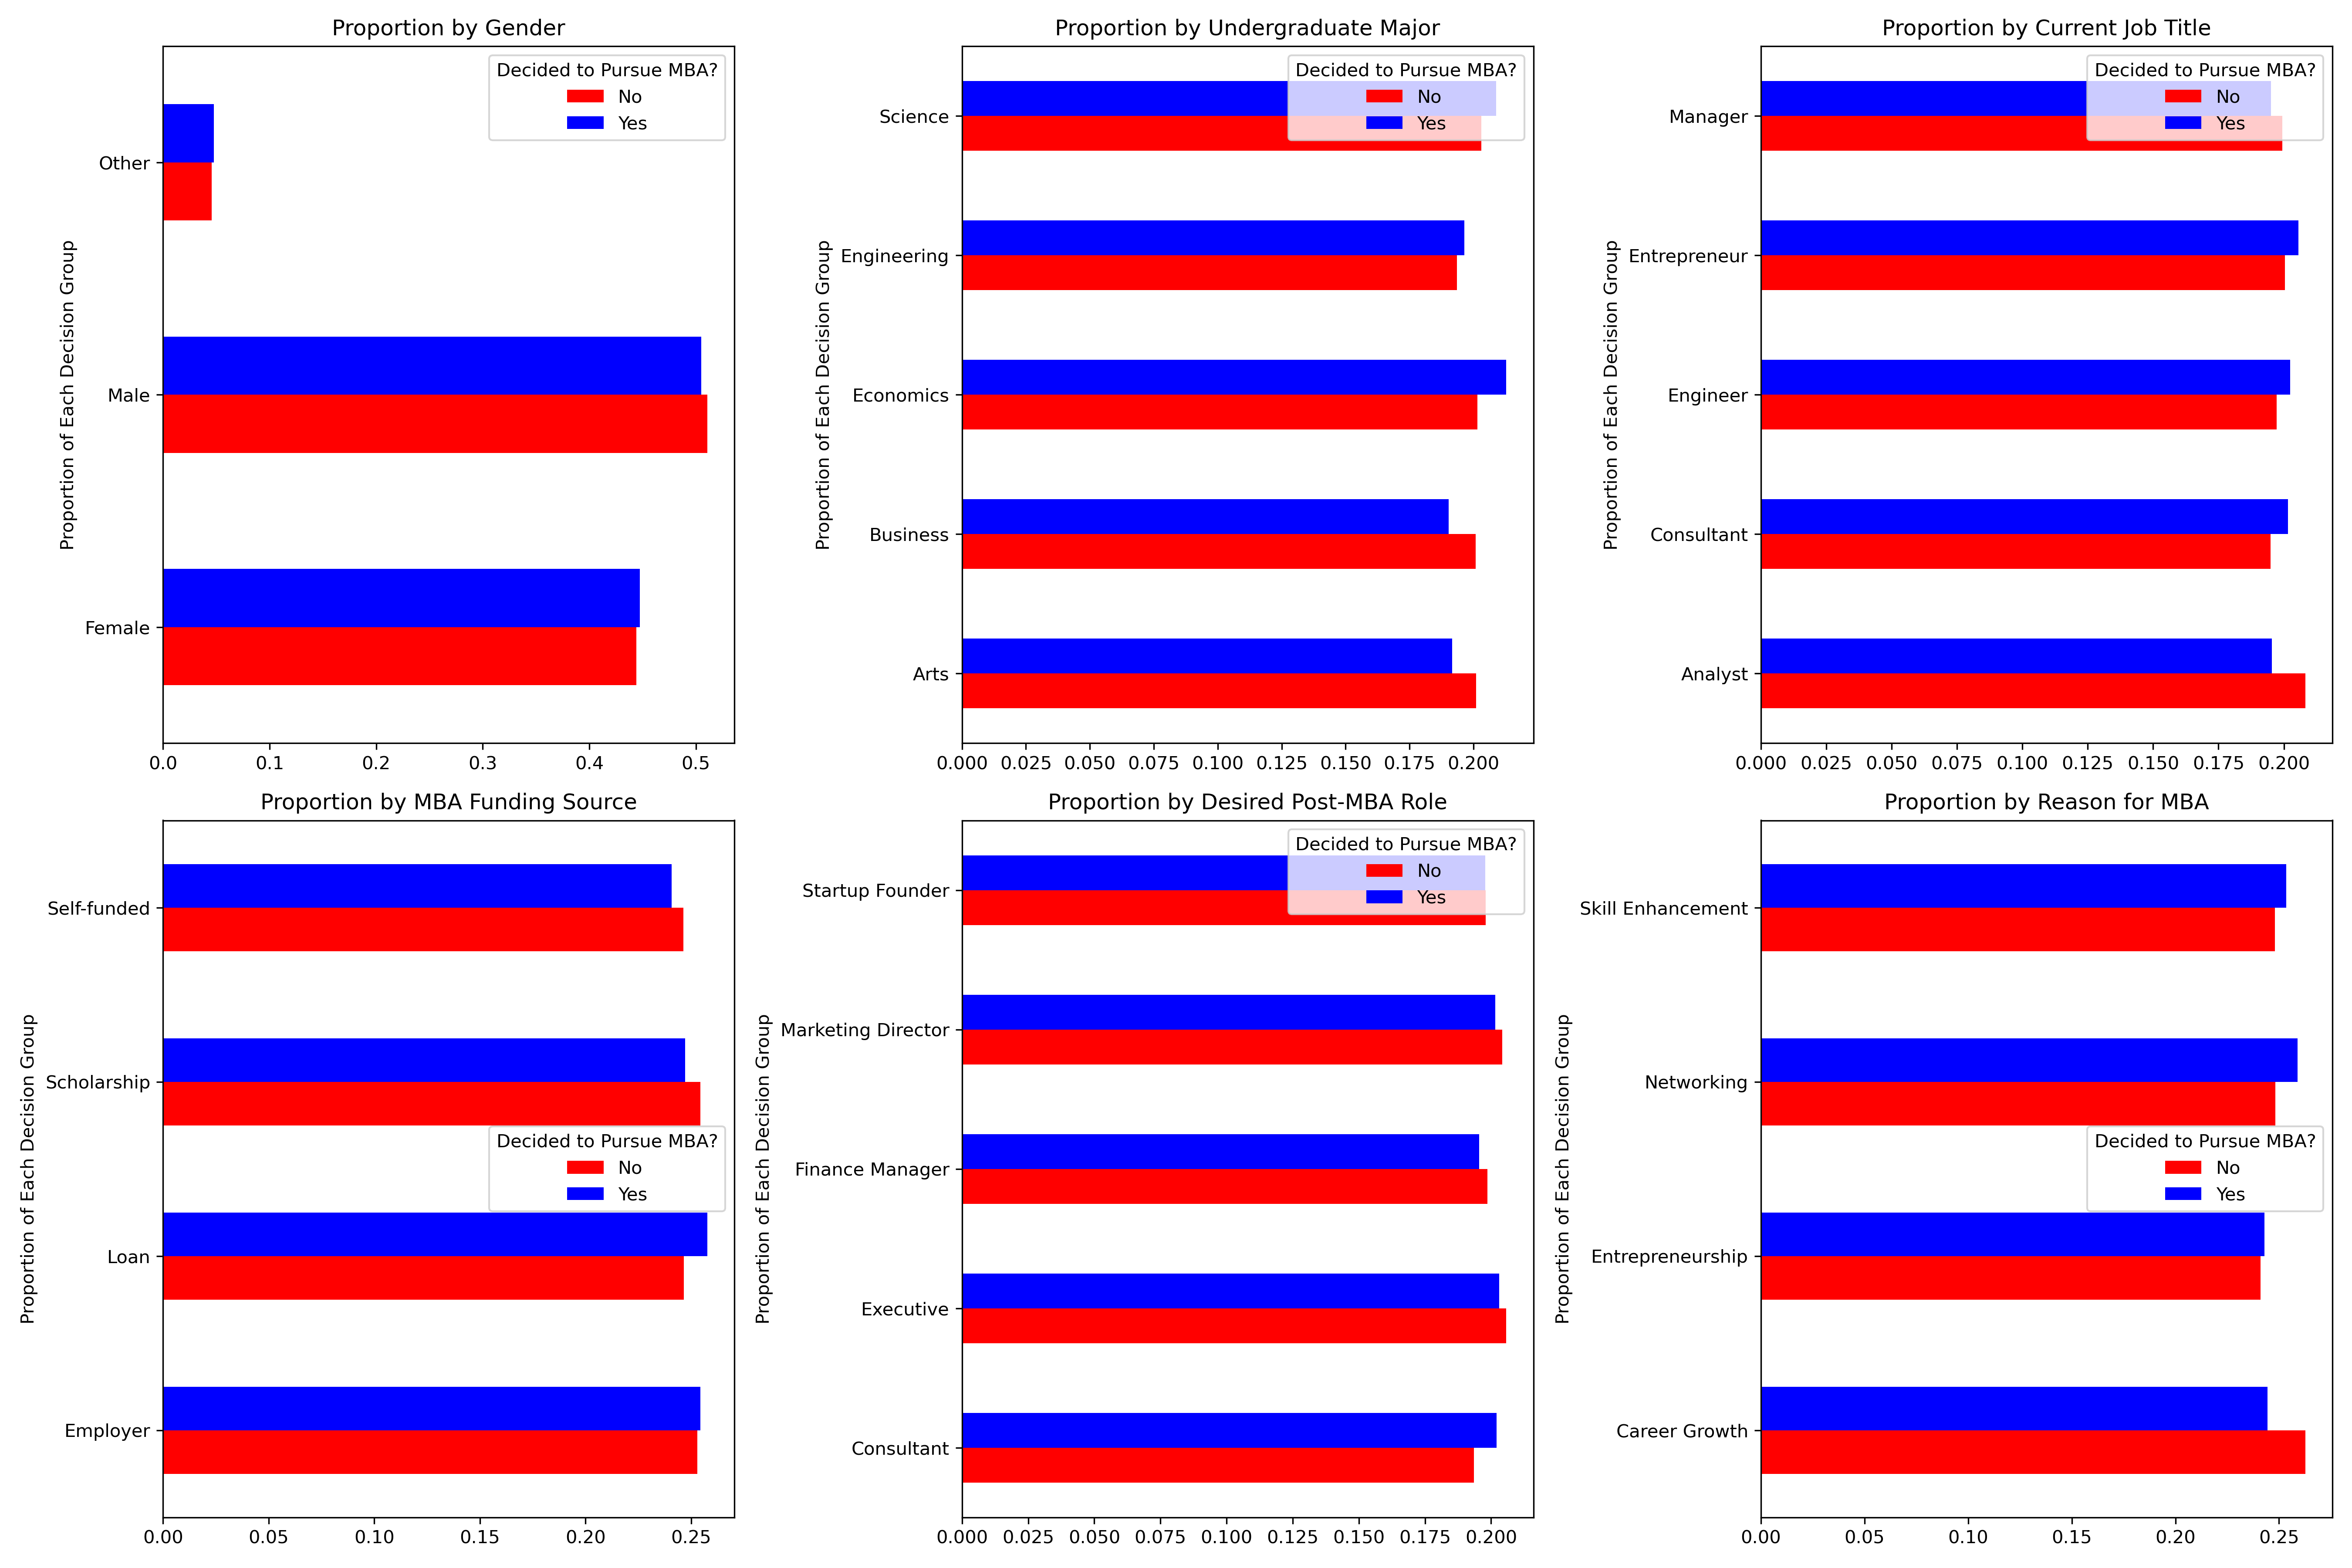 Proportion by Gender
Decided to Pursue MBA?
No
Yes
Proportion of Each Decision Group
Other
Male
Female
0.0 0.1 0.2 0.3 0.4 0.5
Proportion by Undergraduate Major
Decided to Pursue MBA?
No
Yes
Proportion of Each Decision Group
Science
Engineering
Economics
Business
Arts
0.000 0.025 0.050 0.075 0.100 0.125 0.150 0.175 0.200
Proportion by Current Job Title
Decided to Pursue MBA?
No
Yes
Proportion of Each Decision Group
Manager
Entrepreneur
Engineer
Consultant
Analyst
0.000 0.025 0.050 0.075 0.100 0.125 0.150 0.175 0.200
Proportion by MBA Funding Source
Proportion of Each Decision Group
Self-funded
Scholarship
Decided to Pursue MBA?
No
Yes
Loan
Employer
0.00 0.05 0.10 0.15 0.20 0.25
Proportion by Desired Post-MBA Role
Decided to Pursue MBA?
No
Yes
Proportion of Each Decision Group
Startup Founder
Marketing Director
Finance Manager
Executive
Consultant
0.000 0.025 0.050 0.075 0.100 0.125 0.150 0.175 0.200
Proportion by Reason for MBA
Proportion of Each Decision Group
Skill Enhancement
Networking
Decided to Pursue MBA?
No
Yes
Entrepreneurship
Career Growth
0.00 0.05 0.10 0.15 0.20 0.25